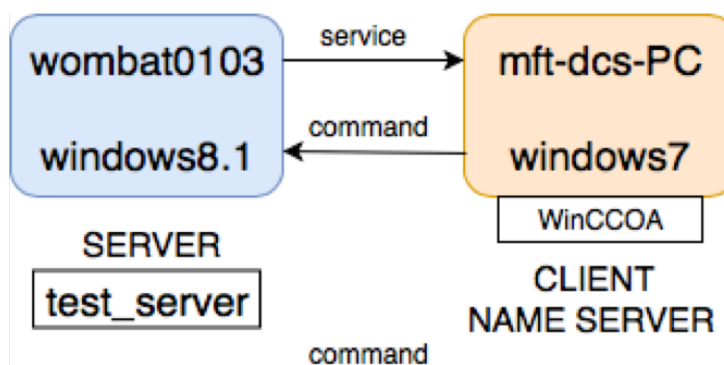 wombat0103
windows8.1
service
command
mft-dcs-PC
windows7
WinCCOA
SERVER
test_server
CLIENT
NAME SERVER
command